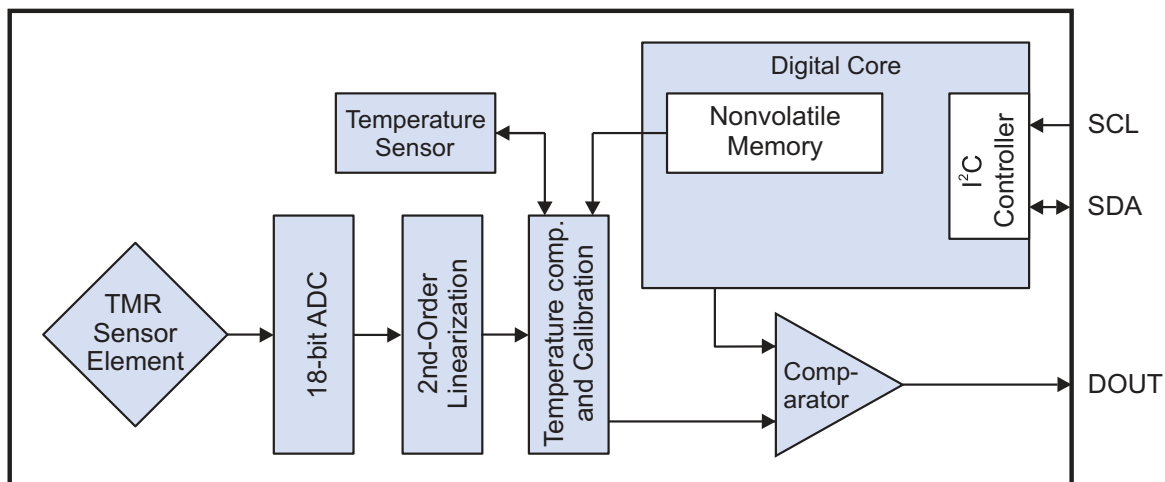 Digital Core
Temperature
Sensor
Nonvolatile
Memory
I²C
Controller
SCL
SDA
TMR
Sensor
Element
18-bit ADC
2nd-Order
Linearization
Temperature comp.
and Calibration
Comp-
arator
DOUT